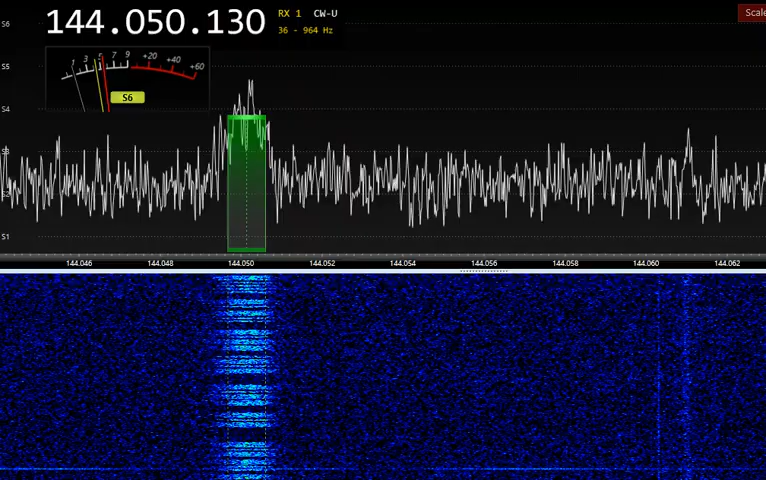 144.050.130
RX 1 CW-U
36 - 964 Hz
Scale
S6
S5
S4
S3
S2
S1
1 3 5 7 9 +20 +40 +60
S6
144.046 144.048 144.050 144.052 144.054 144.056 144.058 144.060 144.062